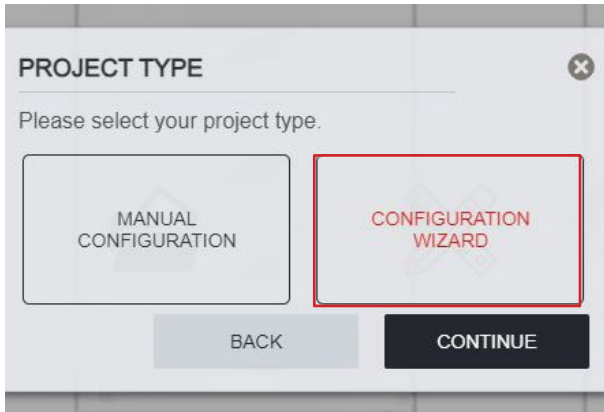 PROJECT TYPE
Please select your project type.
MANUAL
CONFIGURATION
CONFIGURATION
WIZARD
BACK
CONTINUE